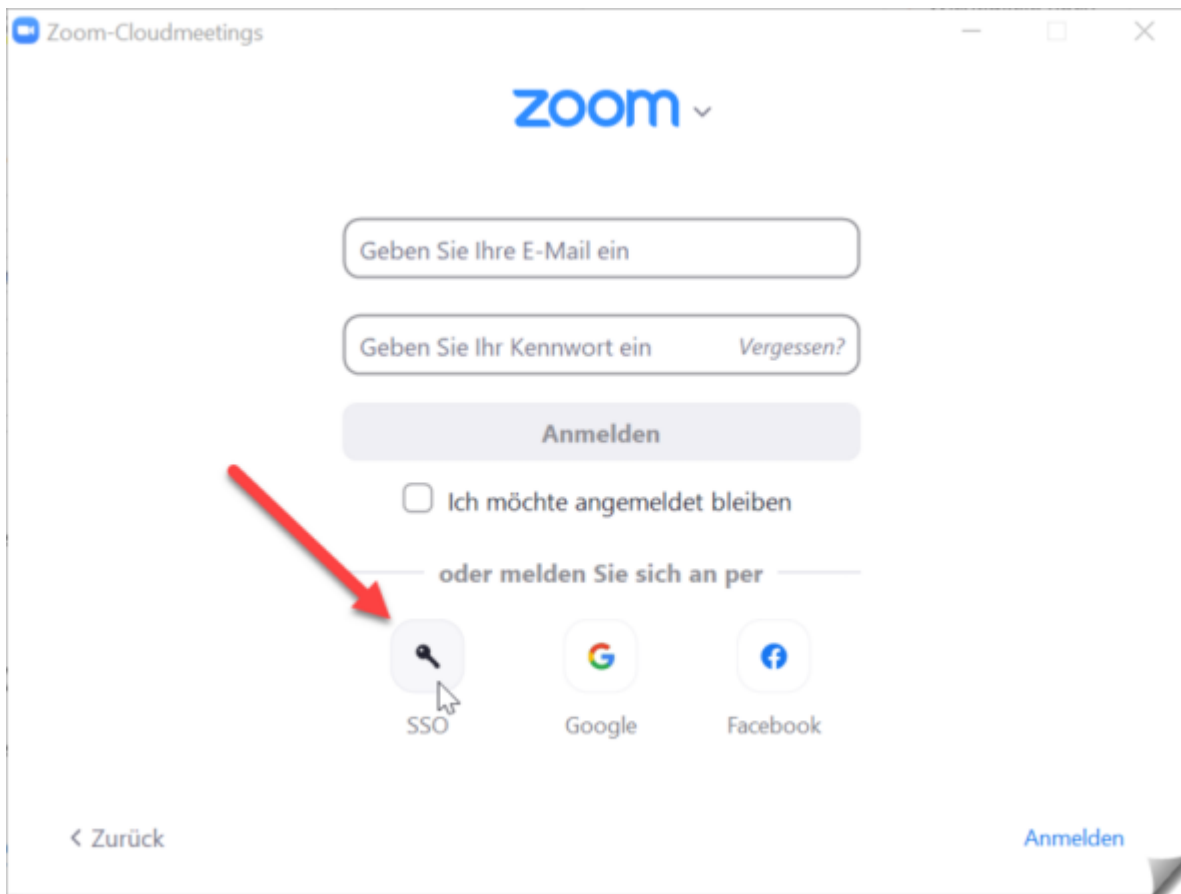 Zoom-Cloudmeetings
zoom
Geben Sie Ihre E-Mail ein
Geben Sie Ihr Kennwort ein Vergessen?
Anmelden
Ich möchte angemeldet bleiben
oder melden Sie sich an per
SSO Google Facebook
< Zurück Anmelden